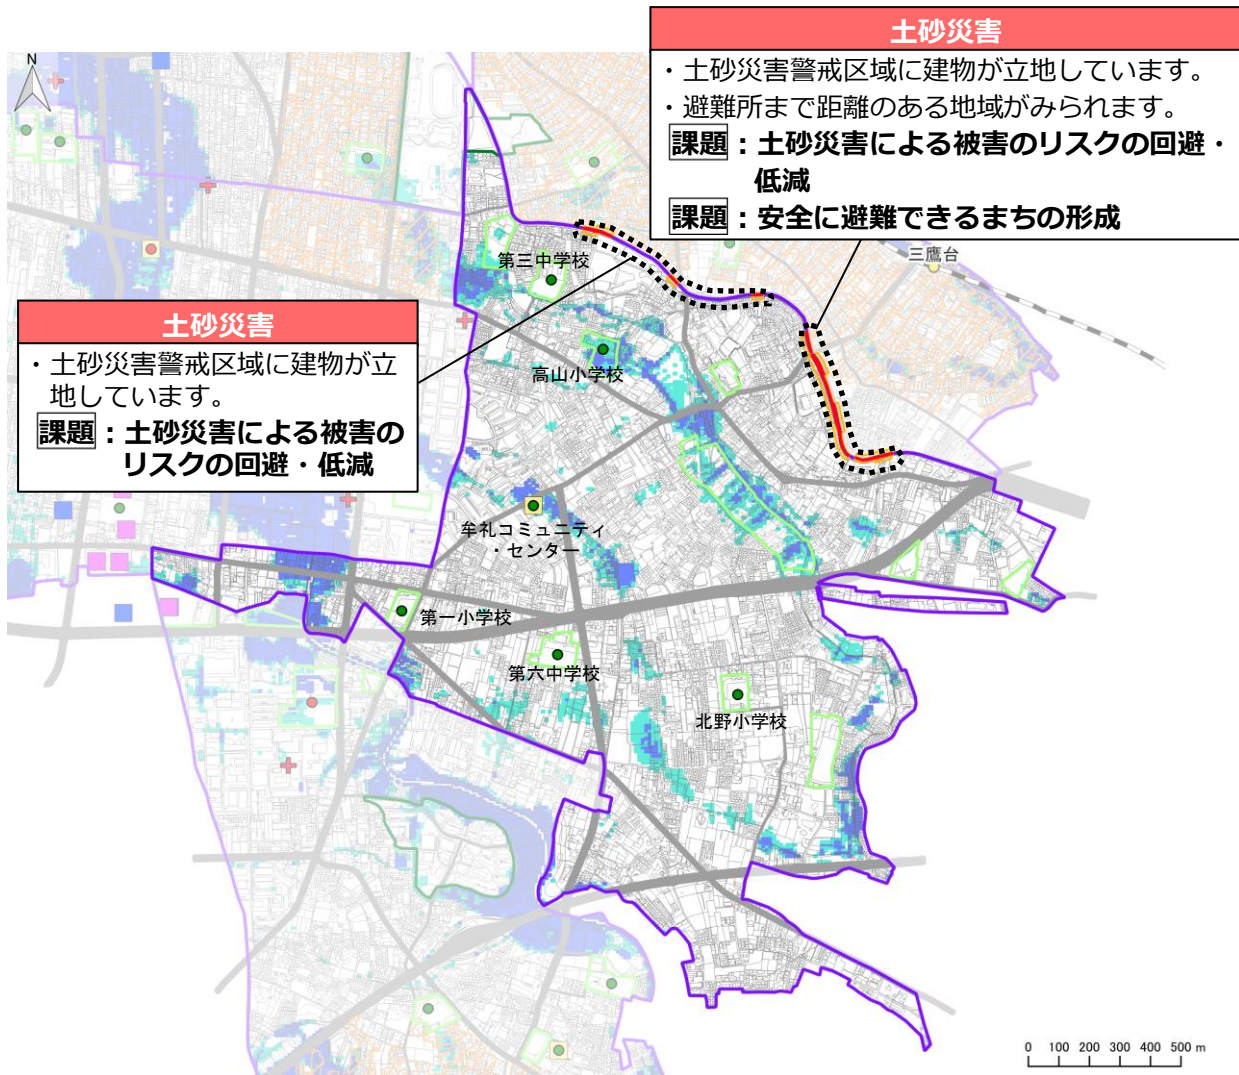 土砂災害
・土砂災害警戒区域に建物が立地しています。
・避難所まで距離のある地域がみられます。
課題：土砂災害による被害のリスクの回避・
低減
課題：安全に避難できるまちの形成
N
三鷹台
第三中学校
土砂災害
・土砂災害警戒区域に建物が立
地しています。
課題：土砂災害による被害の
リスクの回避・低減
高山小学校
牟礼コミュニティ
・センター
第一小学校
第六中学校
北野小学校
0 100 200 300 400 500 m